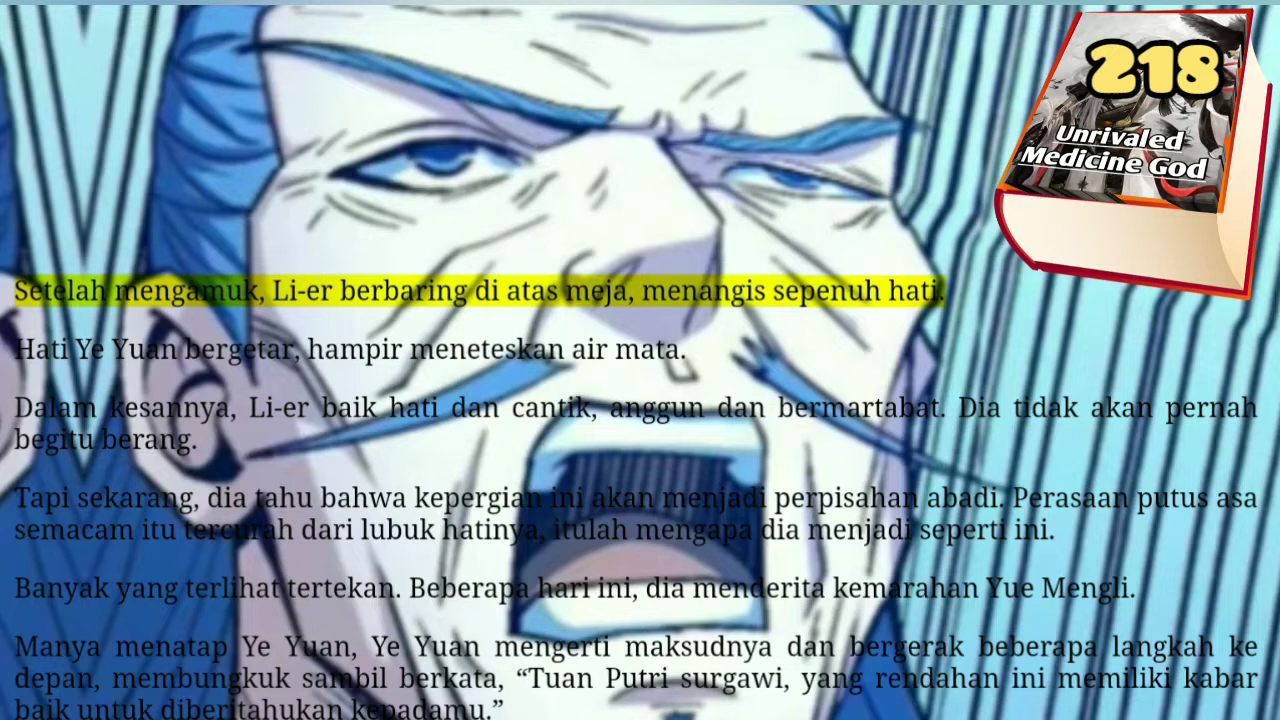 218
Unrivaled
Medicine God
Setelah mengamuk, Li-er berbaring di atas meja, menangis sepenuh hati.
Hati Ye Yuan bergetar, hampir meneteskan air mata.
Dalam kesannya, Li-er baik hati dan cantik, anggun dan bermartabat. Dia tidak akan pernah
begitu berang.
Tapi sekarang, dia tahu bahwa kepergian ini akan menjadi perpisahan abadi. Perasaan putus asa
semacam itu tercurah dari lubuk hatinya, itulah mengapa dia menjadi seperti ini.
Banyak yang terlihat tertekan. Beberapa hari ini, dia menderita kemarahan Yue Mengli.
Manya menatap Ye Yuan, Ye Yuan mengerti maksudnya dan bergerak beberapa langkah ke
depan, membungkuk sambil berkata, “Tuan Putri surgawi, yang rendahan ini memiliki kabar
baik untuk diberitahukan kepadamu.”